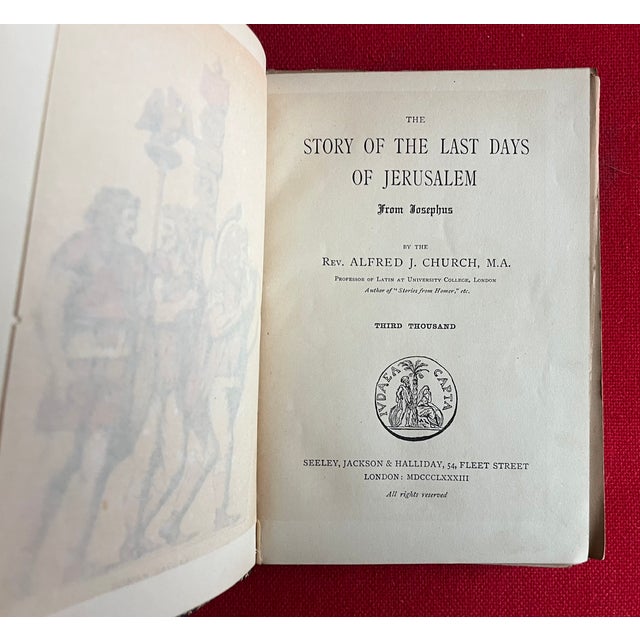 THE
STORY OF THE LAST DAYS
OF JERUSALEM
From Josephus
BY THE
REV. ALFRED J. CHURCH, M.A.
PROFESSOR OF LATIN AT UNIVERSITY COLLEGE, LONDON
Author of "Stories from Homer," etc.
THIRD THOUSAND
IVDAEA CAPTA
SEELEY, JACKSON & HALLIDAY, 54, FLEET STREET
LONDON: MDCCCLXXXIII
All rights reserved